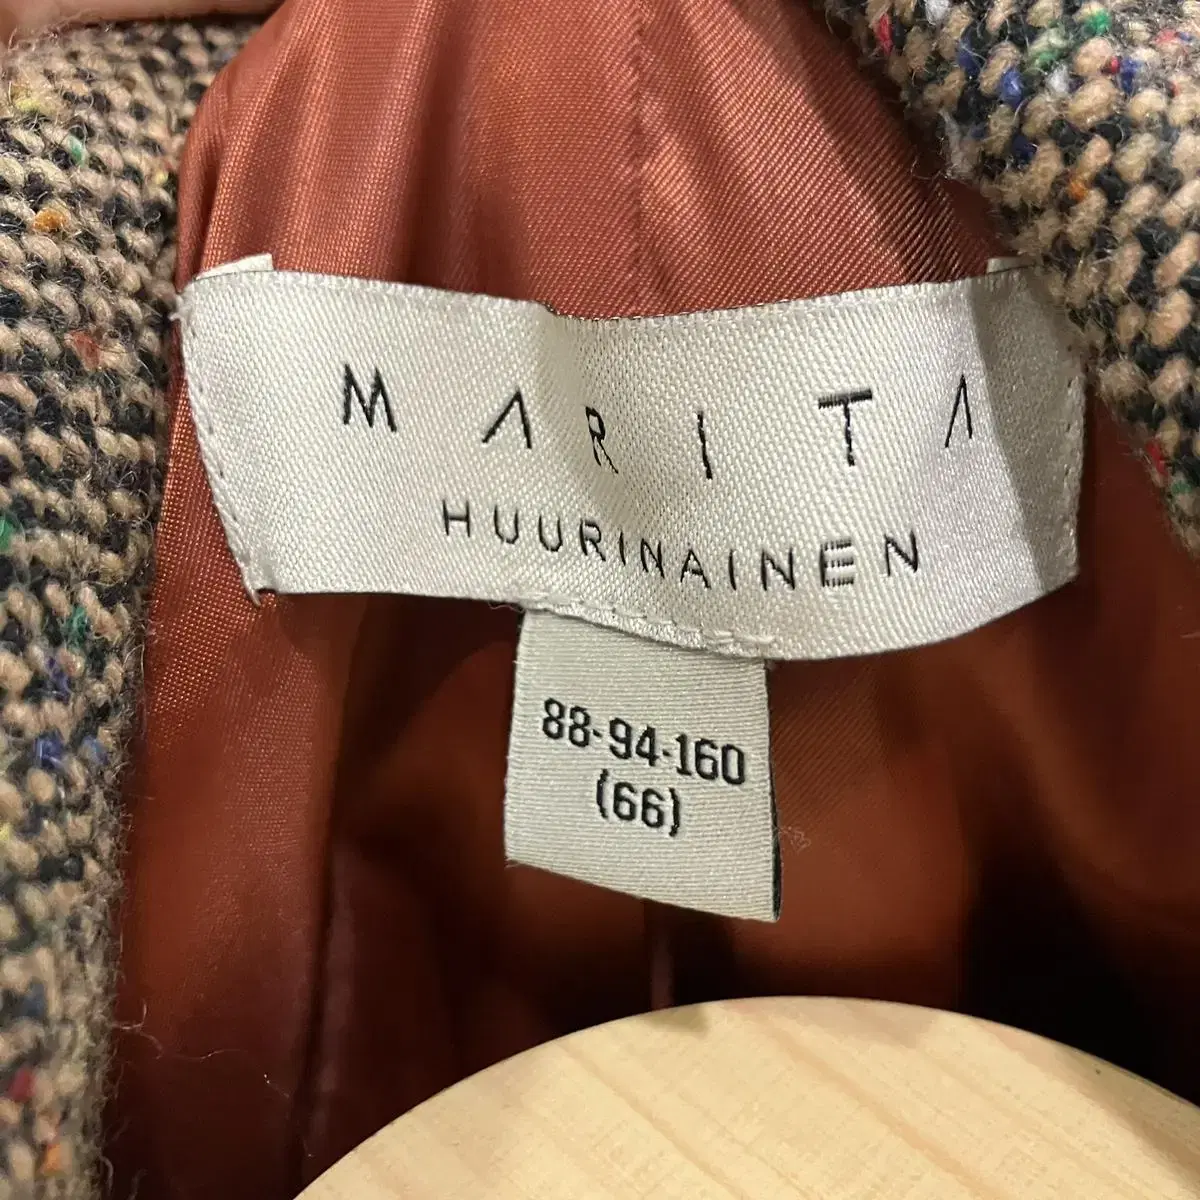 MARITA
HUURINAINEN
88-94-160
(66)